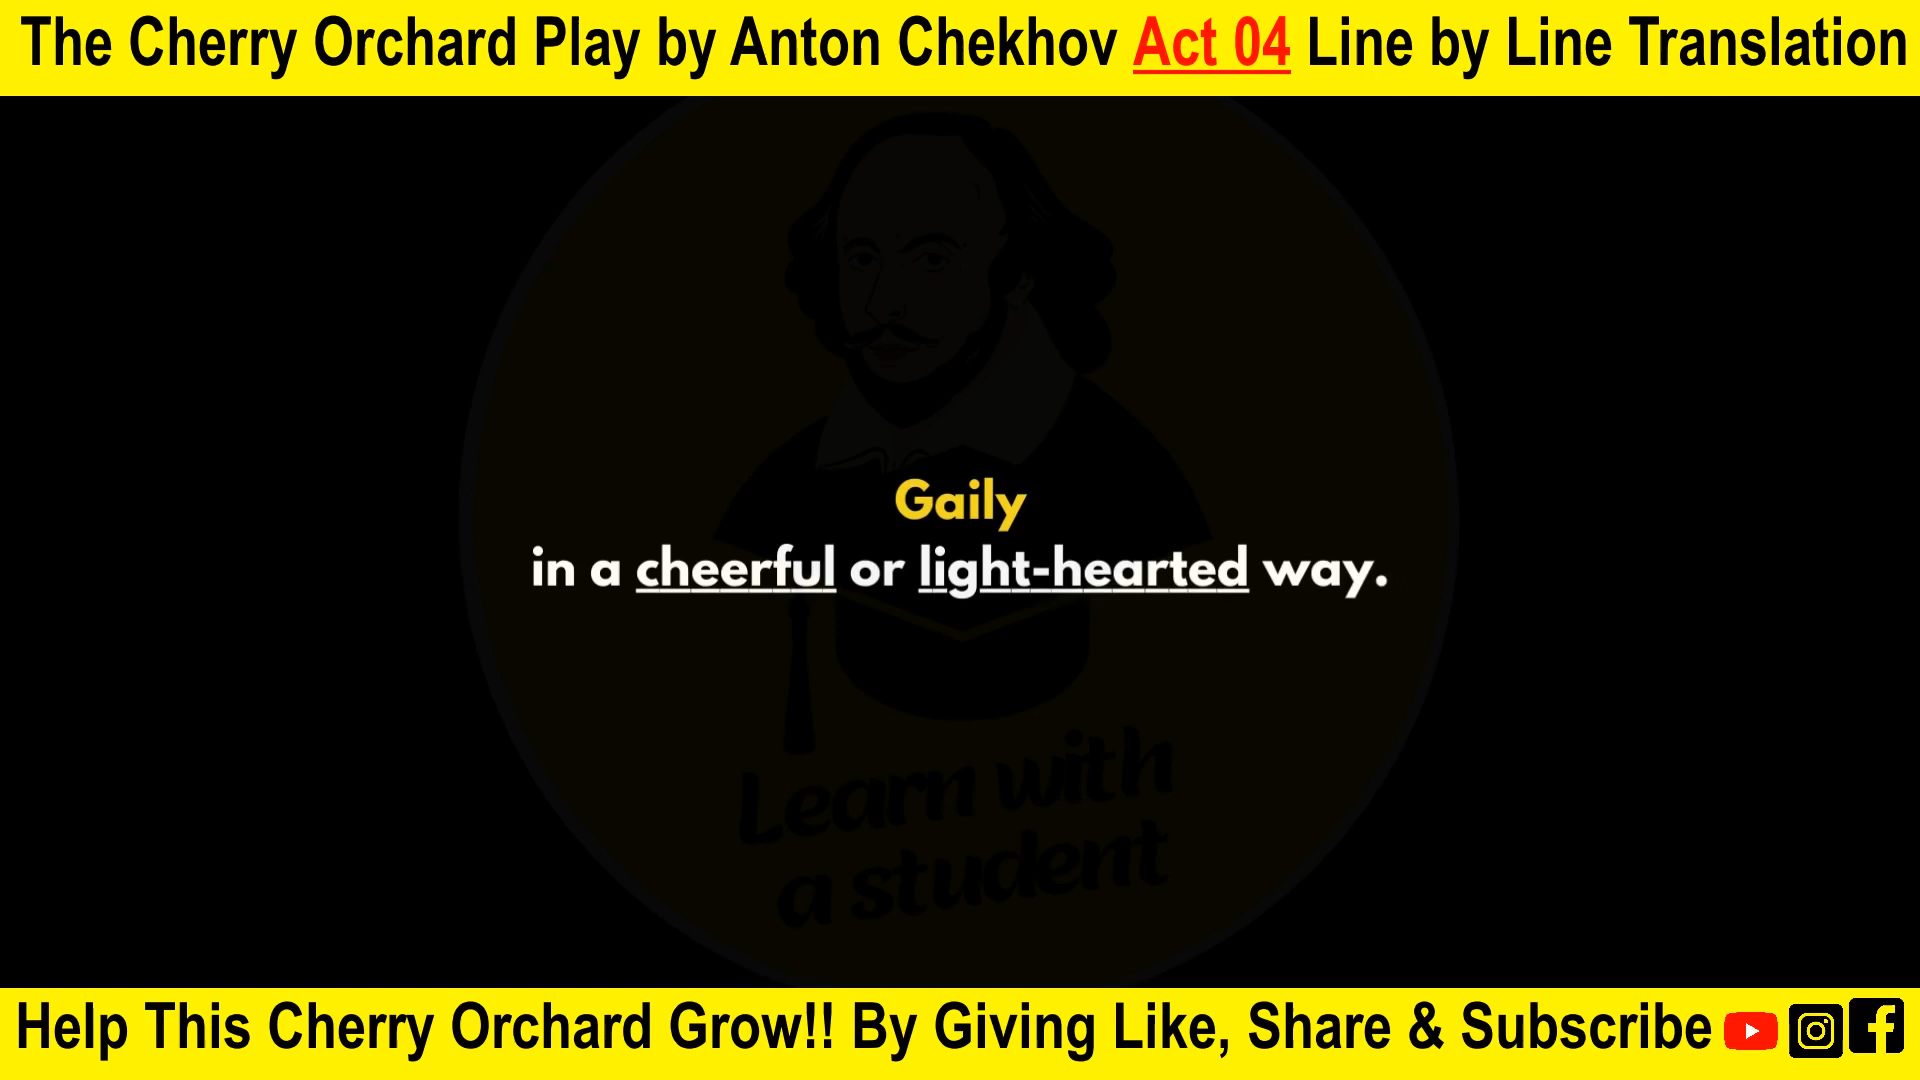 The Cherry Orchard Play by Anton Chekhov Act 04 Line by Line Translation
Gaily
in a cheerful or light-hearted way.
Learn with
a student
Help This Cherry Orchard Grow!! By Giving Like, Share & Subscribe